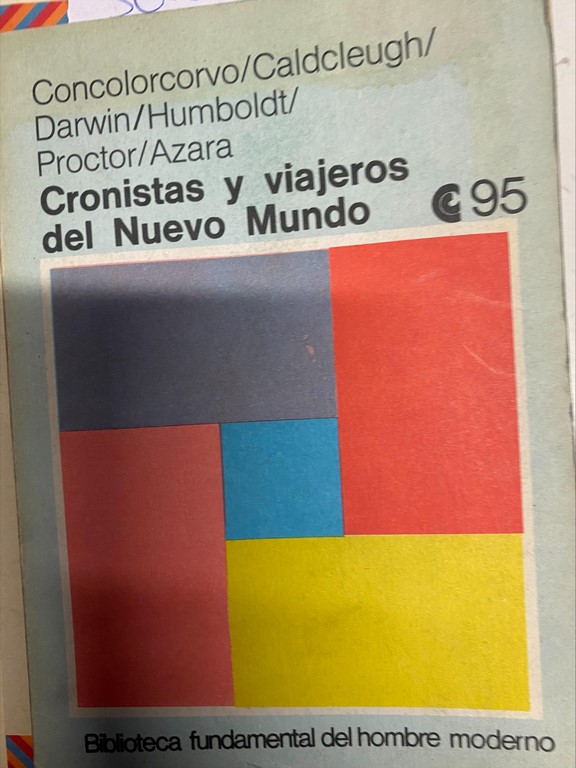 Concolorcorvo/Caldcleugh/
Darwin/Humboldt/
Proctor/Azara
Cronistas y viajeros
del Nuevo Mundo
95
Biblioteca fundamental del hombre moderno